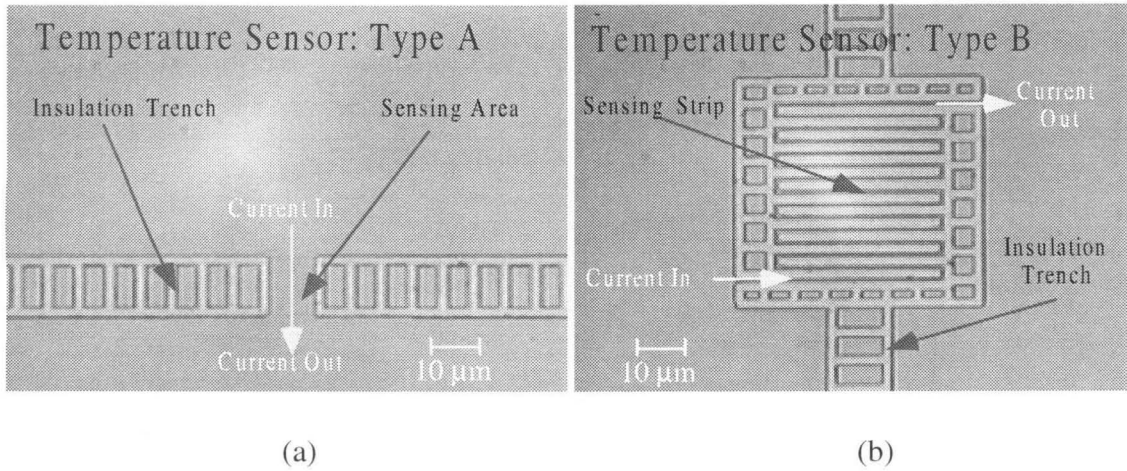 Temperature Sensor: Type A
Insulation Trench
Sensing Area
Current In
Current Out
10 μm
(a)
Temperature Sensor: Type B
Sensing Strip
Current
Out
Current In
Insulation
Trench
10 μm
(b)